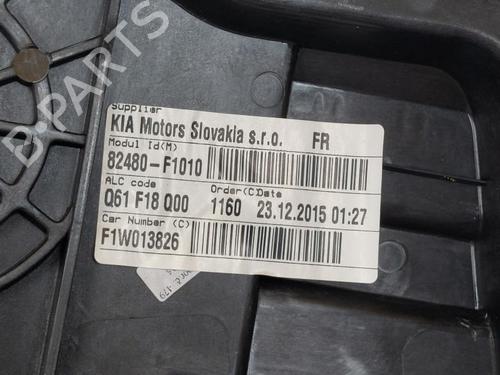 B-PARTS
Supplier
KIA Motors Slovakia s.r.o. FR
Modul Id(M)
82480-F1010
ALC code Order(C)Date
Q61 F18 Q00 1160 23.12.2015 01:27
Car Number (C)
F1W013826